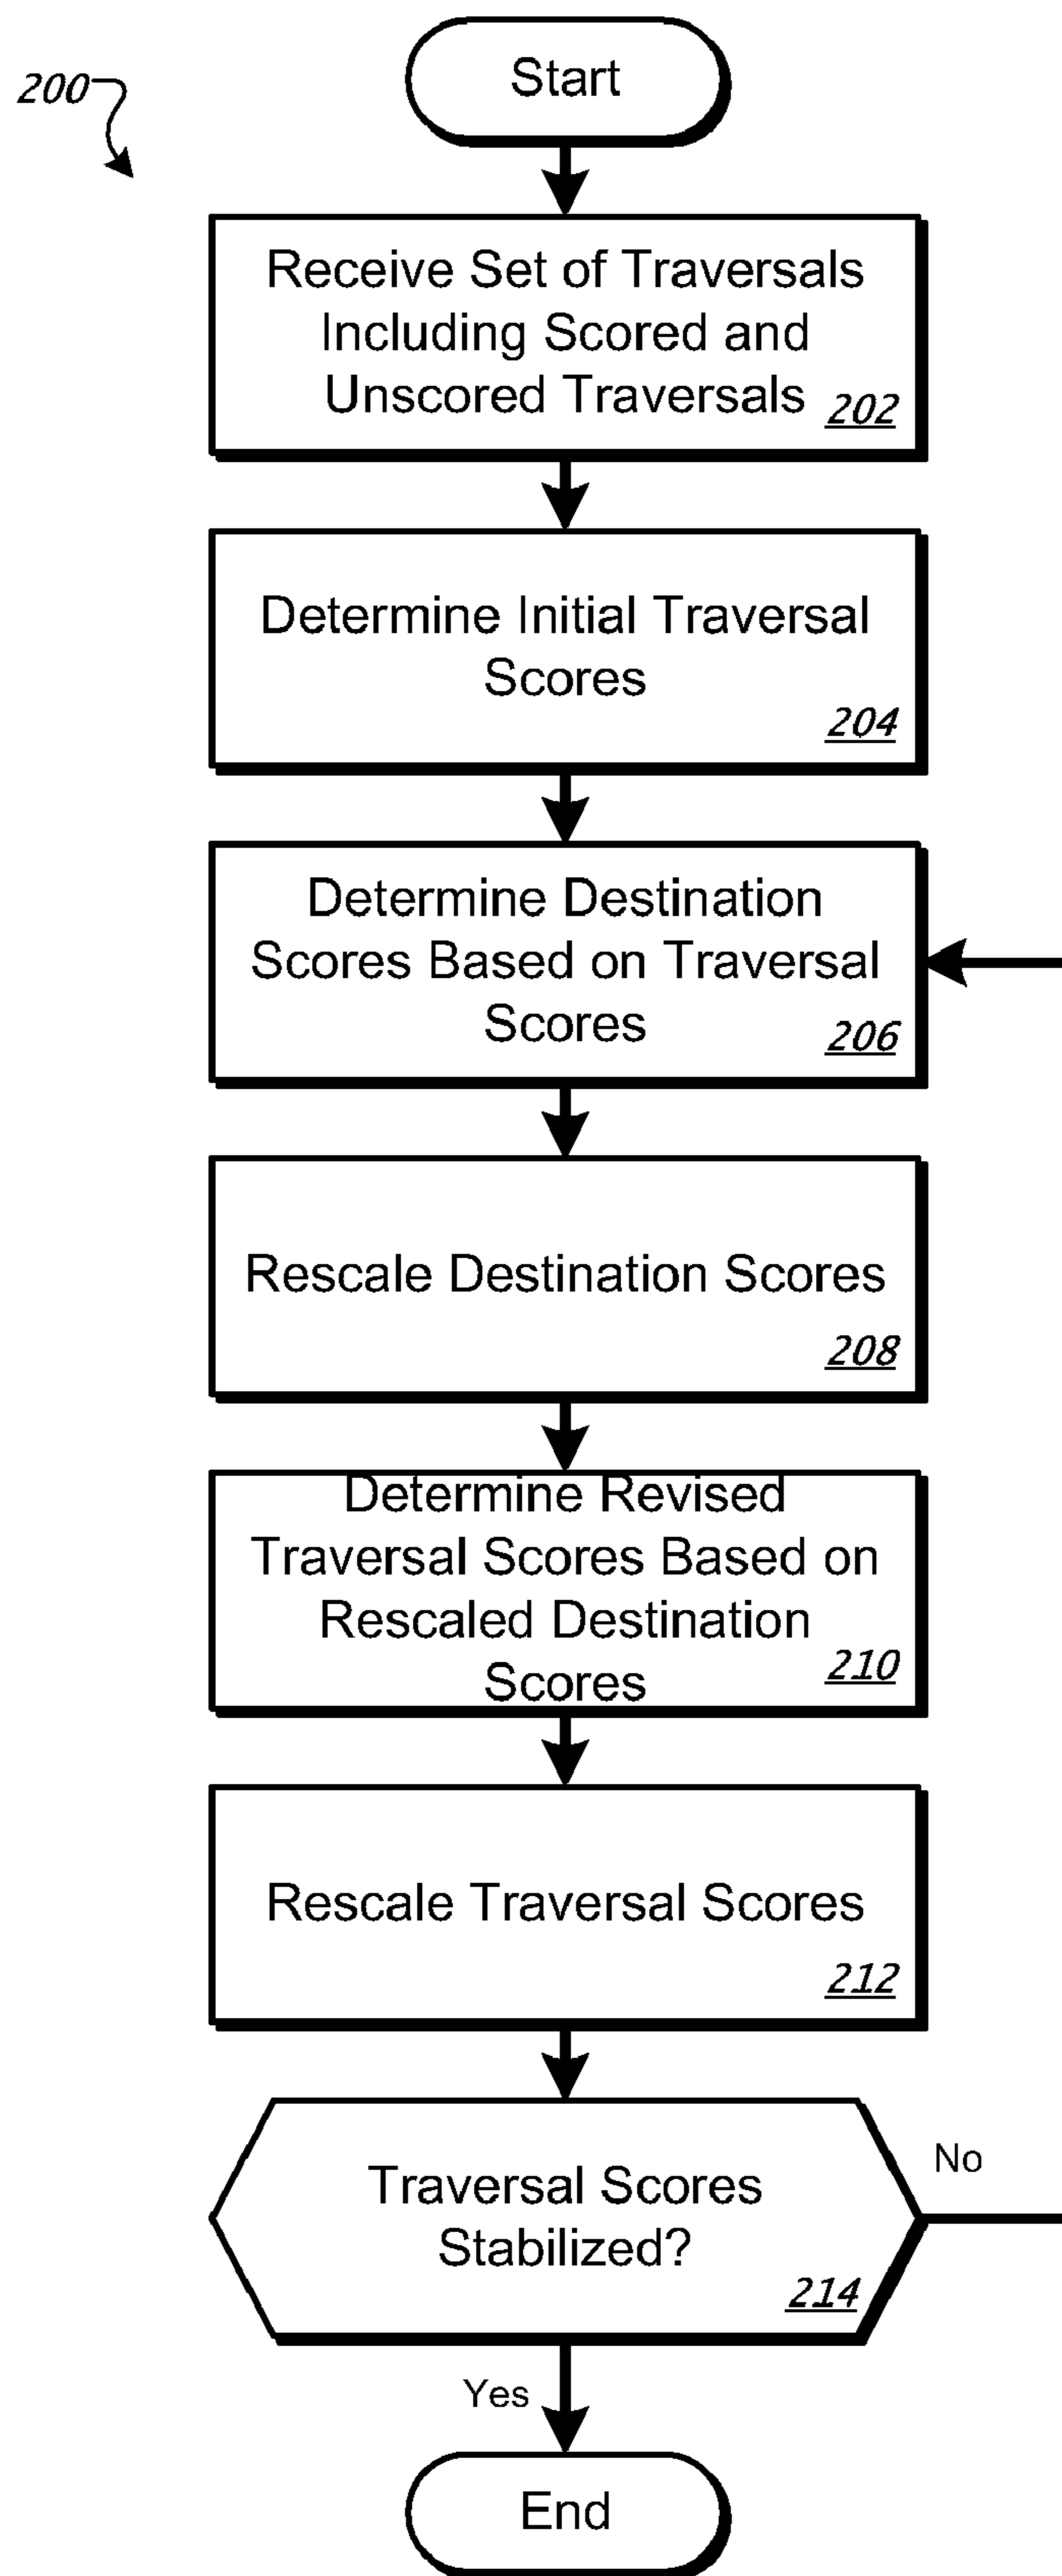 200
Start
Receive Set of Traversals
Including Scored and
Unscored Traversals
202
Determine Initial Traversal
Scores
204
Determine Destination
Scores Based on Traversal
Scores
206
Rescale Destination Scores
208
Determine Revised
Traversal Scores Based on
Rescaled Destination
Scores
210
Rescale Traversal Scores
212
Traversal Scores
Stabilized?
214
No
Yes
End